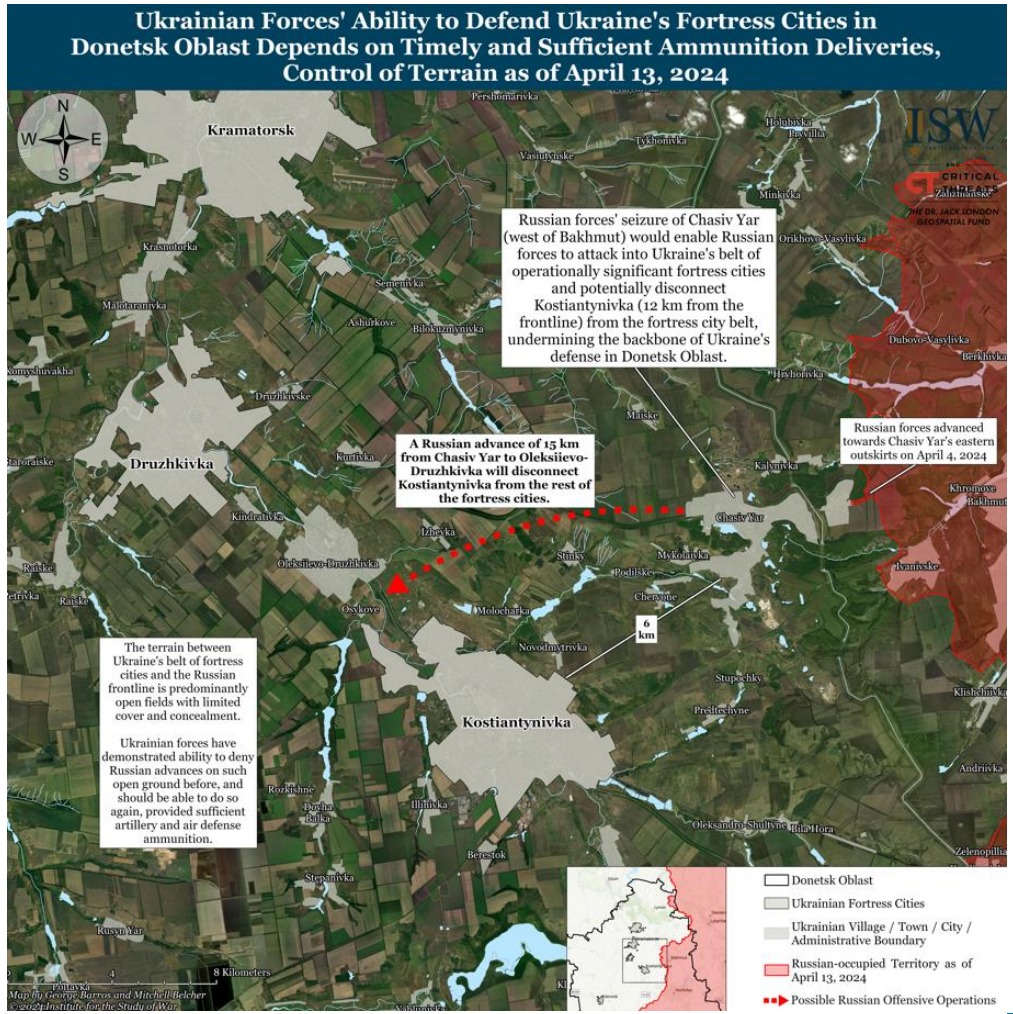 Ukrainian Forces' Ability to Defend Ukraine's Fortress Cities in
Donetsk Oblast Depends on Timely and Sufficient Ammunition Deliveries,
Control of Terrain as of April 13, 2024
N
W E
S
Kramatorsk
Pershomarivka
Vasiutynske
Tykhonivka
Holubivka
Pryvillia
Minkivka
ISW
AND
CRITICAL
THREATS
THE DR. JACK LONDON
GEOSPATIAL FUND
Zaliznianske
Orikhovo-Vasylivka
Russian forces' seizure of Chasiv Yar
(west of Bakhmut) would enable Russian
forces to attack into Ukraine's belt of
operationally significant fortress cities
and potentially disconnect
Kostiantynivka (12 km from the
frontline) from the fortress city belt,
undermining the backbone of Ukraine's
defense in Donetsk Oblast.
Krasnotorka
Malotaranivka
Semenivka
Ashurkove
Bilokuzmynivka
Dubovo-Vasylivka
Berkhivka
Hryhorivka
Druzhkivske
Maiske
Druzhkivka
Kurtivka
A Russian advance of 15 km
from Chasiv Yar to Oleksiievo-
Druzhkivka will disconnect
Kostiantynivka from the rest of
the fortress cities.
Russian forces advanced
towards Chasiv Yar's eastern
outskirts on April 4, 2024
Kalynivka
Khromove
Bakhmut
Kindrativka
Izhevka
Chasiv Yar
Oleksiievo-Druzhkivka
Stinky
Mykolaivka
Ivanivske
Raiske
Raiske
Podilske
Chervone
Osykove
Molocharka
6
km
Novodmytrivka
The terrain between
Ukraine's belt of fortress
cities and the Russian
frontline is predominantly
open fields with limited
cover and concealment.
Ukrainian forces have
demonstrated ability to deny
Russian advances on such
open ground before, and
should be able to do so
again, provided sufficient
artillery and air defense
ammunition.
Stupochky
Predtechyne
Klishchiivka
Kostiantynivka
Andriivka
Rozkishne
Dovha
Balka
Illinivka
Oleksandro-Shultyne
Bila Hora
Berestok
Zelenopillia
Stepanivka
Rusyn Yar
4 8 Kilometers
Poltavka
Map by George Barros and Mitchell Belcher
© 2024 Institute for the Study of War
Donetsk Oblast
Ukrainian Fortress Cities
Ukrainian Village / Town / City /
Administrative Boundary
Russian-occupied Territory as of
April 13, 2024
Possible Russian Offensive Operations